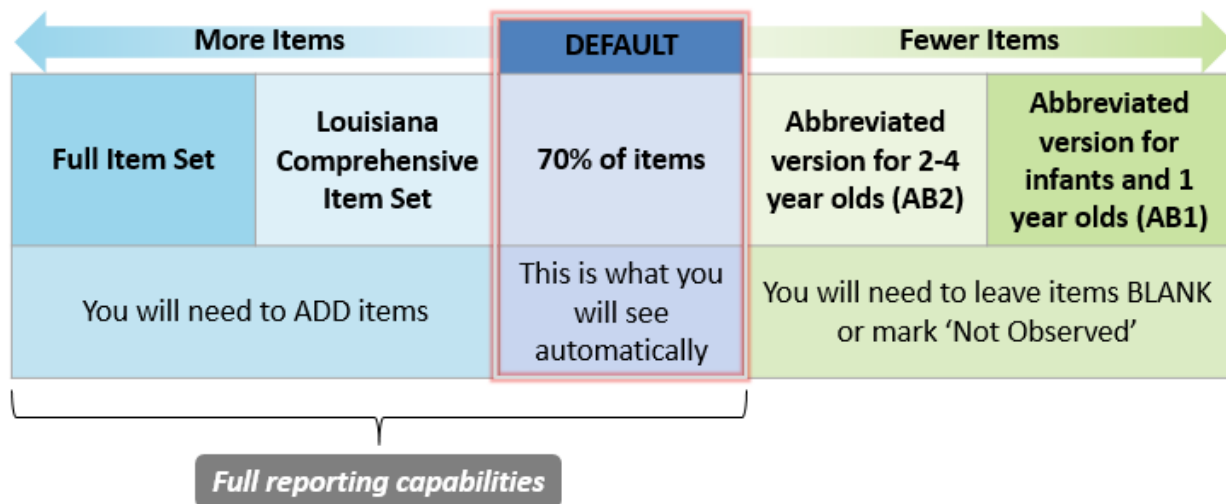 More Items
DEFAULT
Fewer Items
Full Item Set
Louisiana
Comprehensive
Item Set
70% of items
Abbreviated
version for 2-4
year olds (AB2)
Abbreviated
version for
infants and 1
year olds (AB1)
You will need to ADD items
This is what you
will see
automatically
You will need to leave items BLANK
or mark ‘Not Observed’
Full reporting capabilities